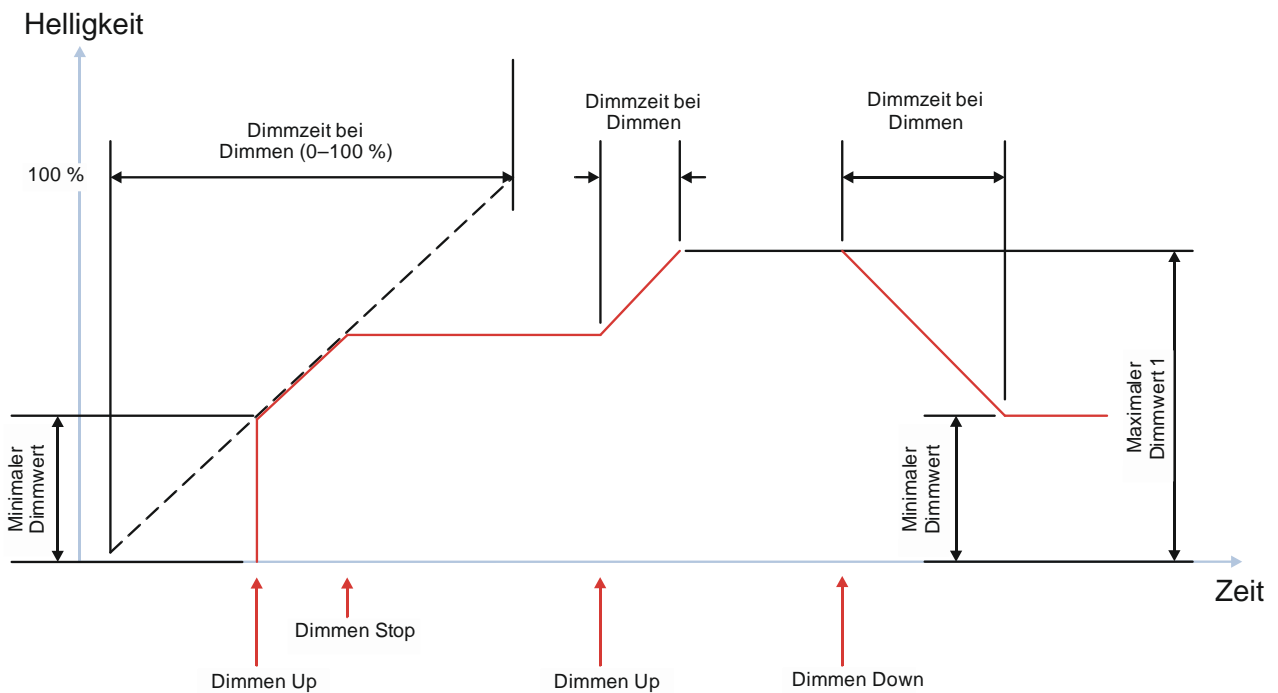 Helligkeit
Dimmzeit bei
Dimmen (0–100 %)
Dimmzeit bei
Dimmen
Dimmzeit bei
Dimmen
100 %
Minimaler
Dimmwert
Minimaler
Dimmwert
Maximaler
Dimmwert 1
Zeit
Dimmen Stop
Dimmen Up
Dimmen Up
Dimmen Down